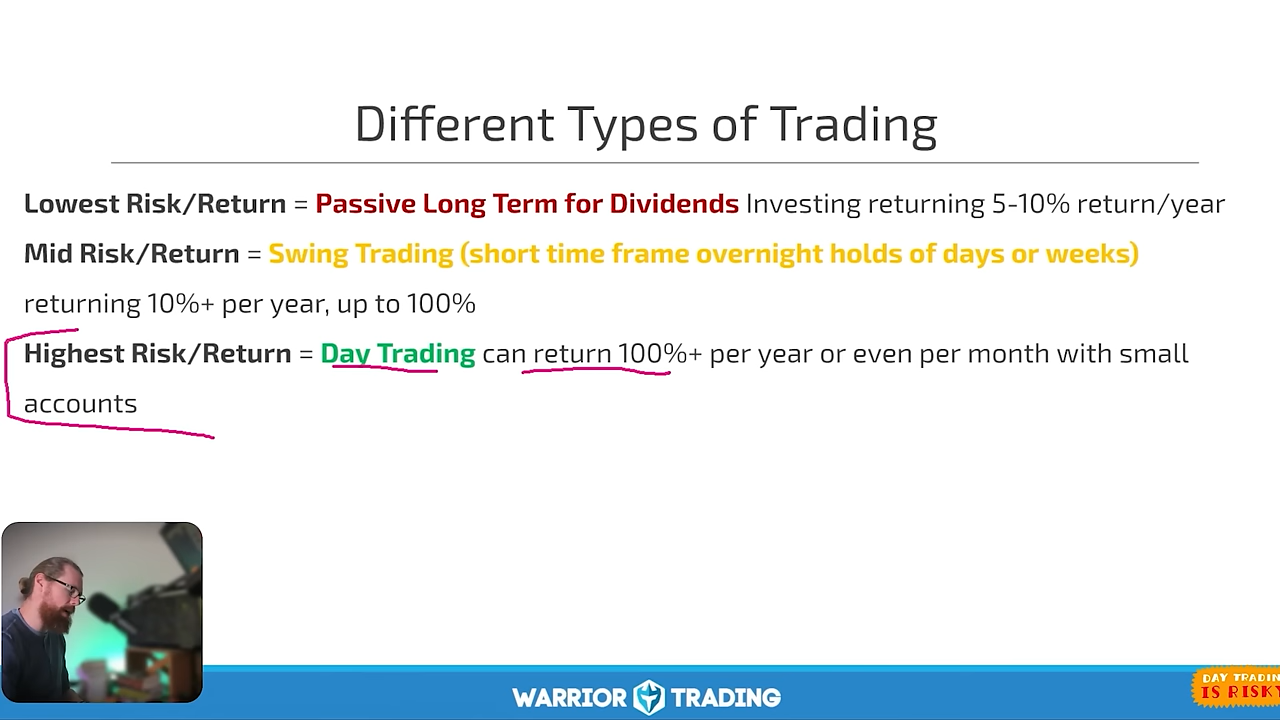 Different Types of Trading
Lowest Risk/Return = Passive Long Term for Dividends Investing returning 5-10% return/year
Mid Risk/Return = Swing Trading (short time frame overnight holds of days or weeks)
returning 10%+ per year, up to 100%
Highest Risk/Return = Day Trading can return 100%+ per year or even per month with small
accounts
WARRIOR TRADING
DAY TRADIN
IS RISKY